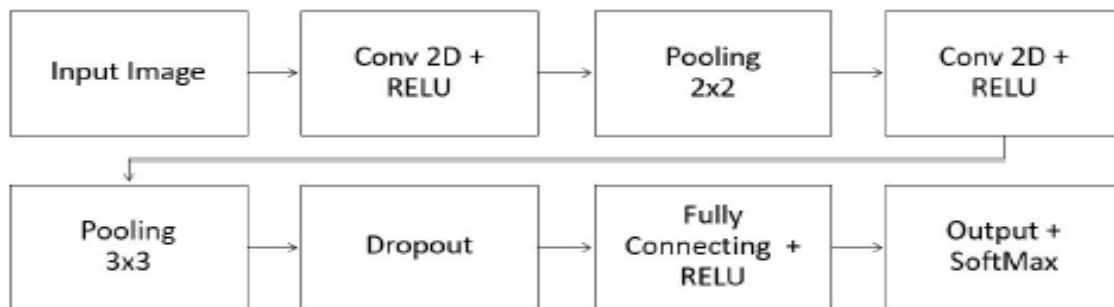 Input Image
Conv 2D +
RELU
Pooling
2x2
Conv 2D +
RELU
Pooling
3x3
Dropout
Fully
Connecting +
RELU
Output +
SoftMax